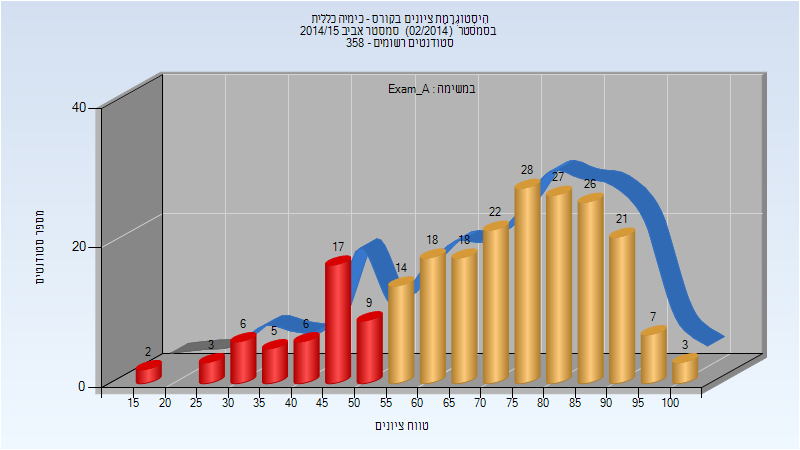 היסטוגרמת ציונים בקורס - כימיה כללית
בסמסטר (02/2014) סמסטר אביב 2014/15
סטודנטים רשומים - 358
במשימה : Exam_A
מספר סטודנטים
40
20
0
2
3
6
5
6
17
9
14
18
18
22
28
27
26
21
7
3
15 20 25 30 35 40 45 50 55 60 65 70 75 80 85 90 95 100
טווח ציונים